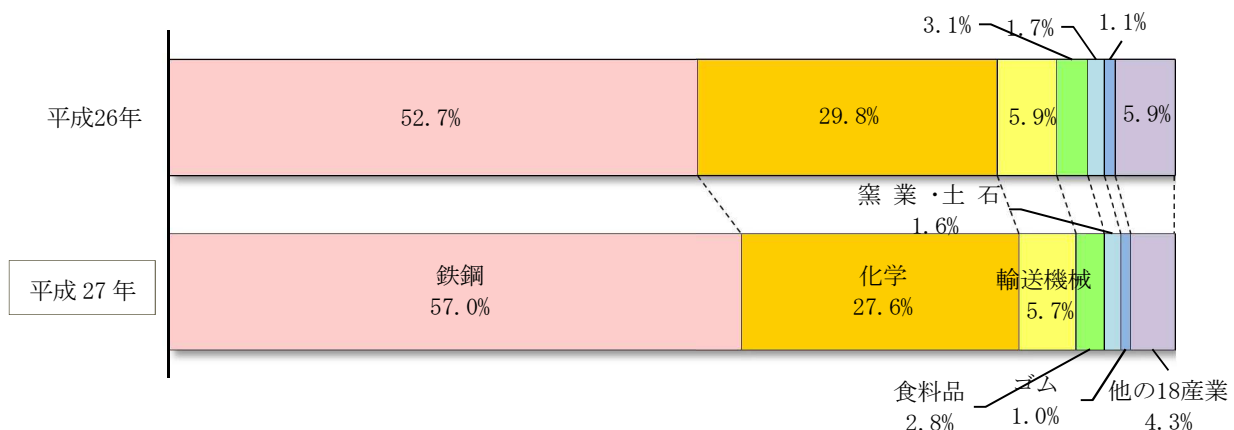 3.1%
1.7%
1.1%
平成26年
52.7%
29.8%
5.9%
5.9%
窯 業 ・土 石
1.6%
平成 27 年
鉄鋼
57.0%
化学
27.6%
輸送機械
5.7%
食料品
2.8%
ゴム
1.0%
他の18産業
4.3%